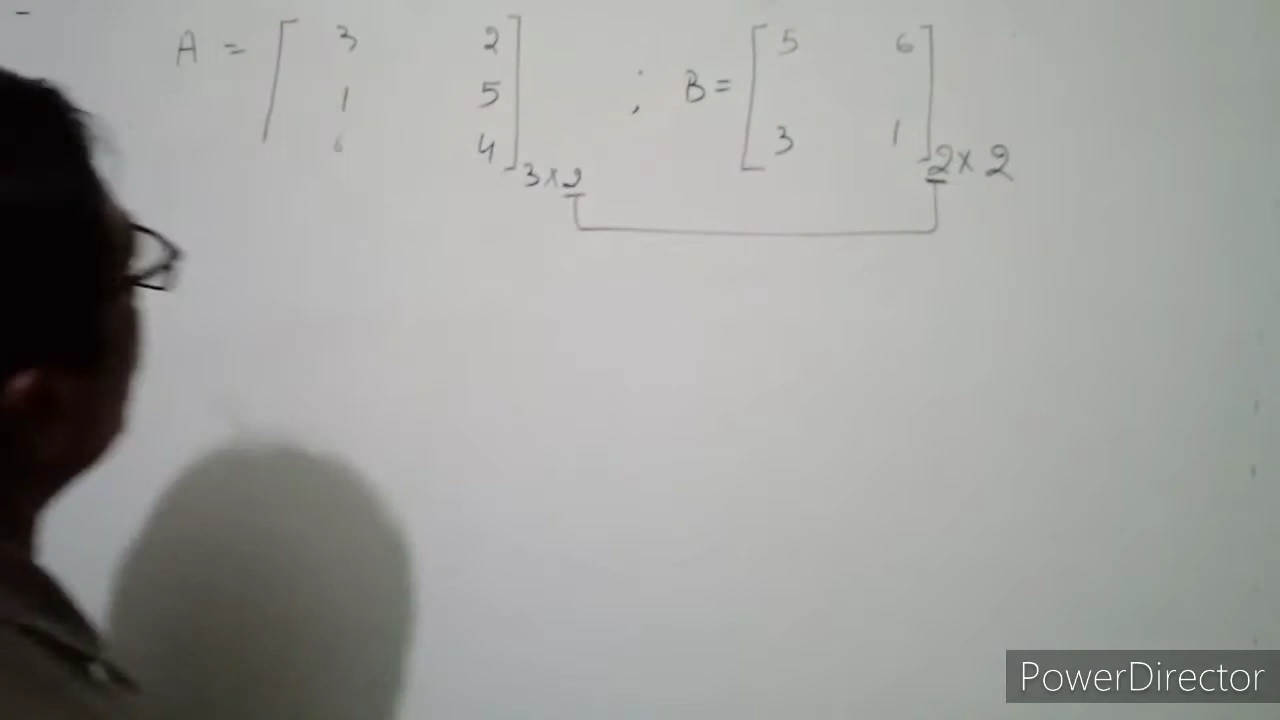 A = [ 3 2 ; B = [ 5 6 ]
1 5
6 4 ] 3×2 3 1 2×2
PowerDirector